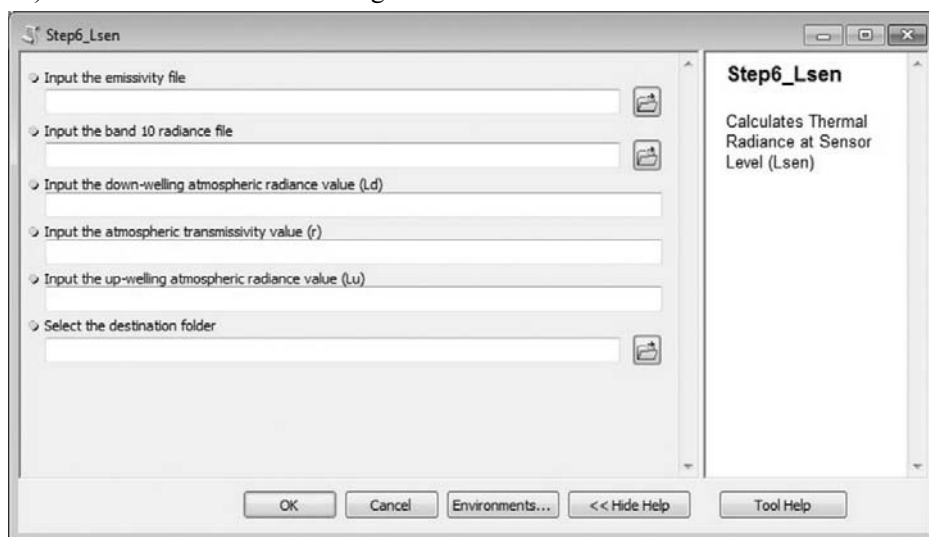 Step6_Lsen
Input the emissivity file
Input the band 10 radiance file
Input the down-welling atmospheric radiance value (Ld)
Input the atmospheric transmissivity value (r)
Input the up-welling atmospheric radiance value (Lu)
Select the destination folder
Step6_Lsen
Calculates Thermal
Radiance at Sensor
Level (Lsen)
OK
Cancel
Environments...
<< Hide Help
Tool Help